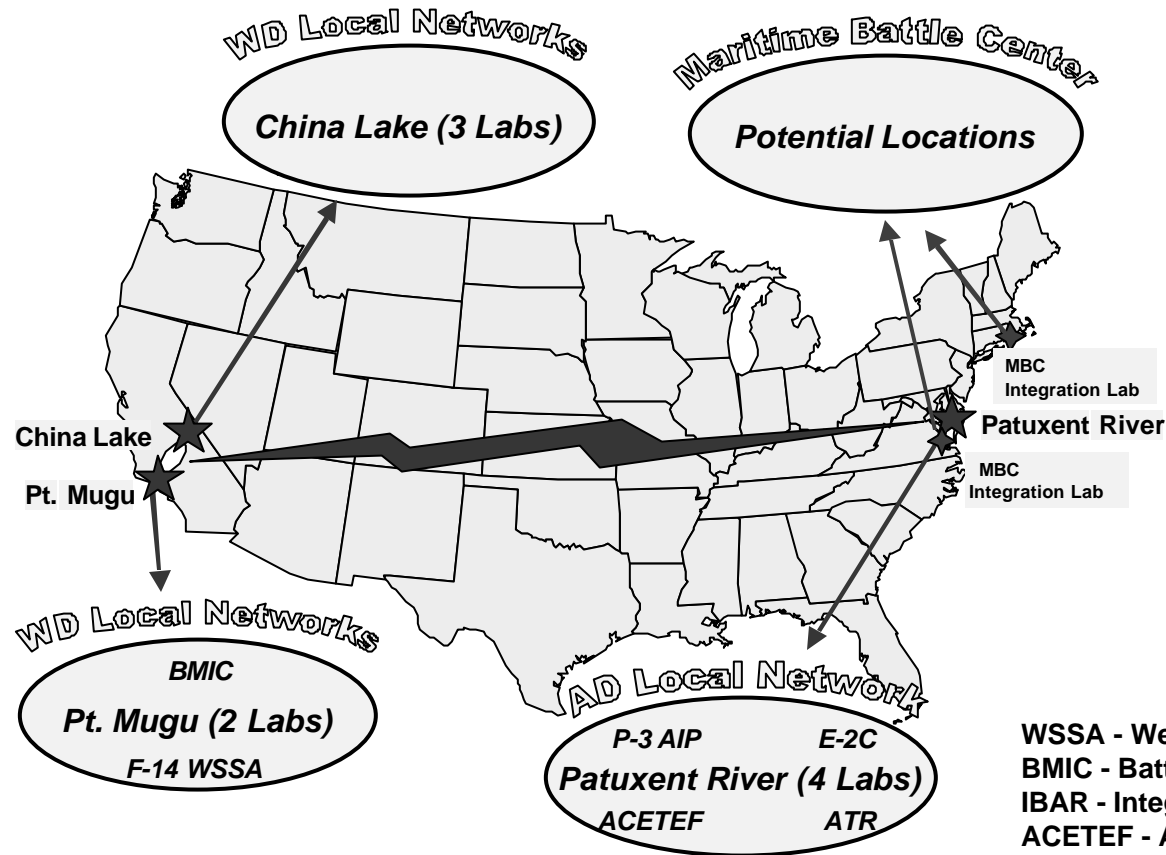 WD Local Networks
China Lake (3 Labs)
Maritime Battle Center
Potential Locations
MBC
Integration Lab
China Lake
Patuxent River
Pt. Mugu
MBC
Integration Lab
WD Local Networks
BMIC
Pt. Mugu (2 Labs)
F-14 WSSA
AD Local Network
P-3 AIP E-2C
Patuxent River (4 Labs)
ACETEF ATR
WSSA - We
BMIC - Batt
IBAR - Integ
ACETEF - A